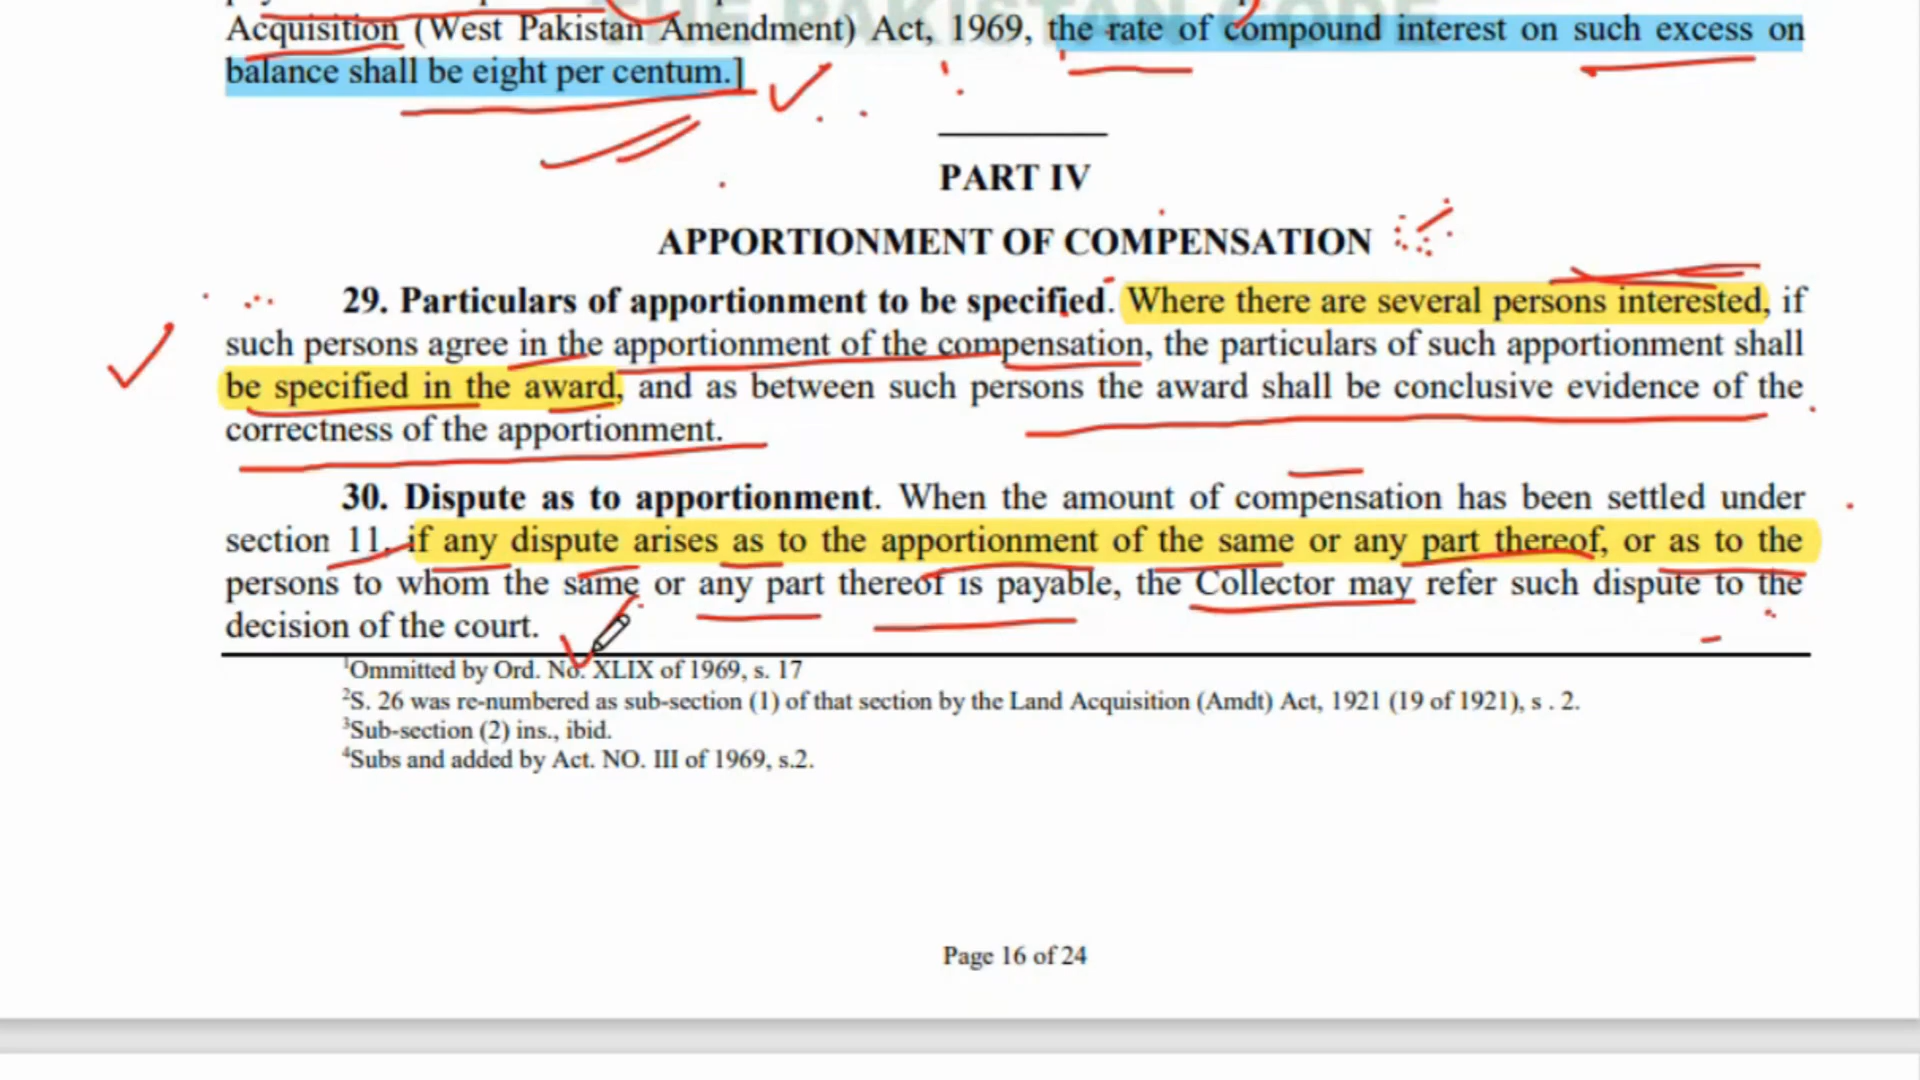 THE PAKISTAN CODE
Acquisition (West Pakistan Amendment) Act, 1969, the rate of compound interest on such excess on
balance shall be eight per centum.]
PART IV
APPORTIONMENT OF COMPENSATION
29. Particulars of apportionment to be specified. Where there are several persons interested, if
such persons agree in the apportionment of the compensation, the particulars of such apportionment shall
be specified in the award, and as between such persons the award shall be conclusive evidence of the
correctness of the apportionment.
30. Dispute as to apportionment. When the amount of compensation has been settled under
section 11, if any dispute arises as to the apportionment of the same or any part thereof, or as to the
persons to whom the same or any part thereof is payable, the Collector may refer such dispute to the
decision of the court.
1Ommitted by Ord. No. XLIX of 1969, s. 17
2S. 26 was re-numbered as sub-section (1) of that section by the Land Acquisition (Amdt) Act, 1921 (19 of 1921), s . 2.
3Sub-section (2) ins., ibid.
4Subs and added by Act. NO. III of 1969, s.2.
Page 16 of 24